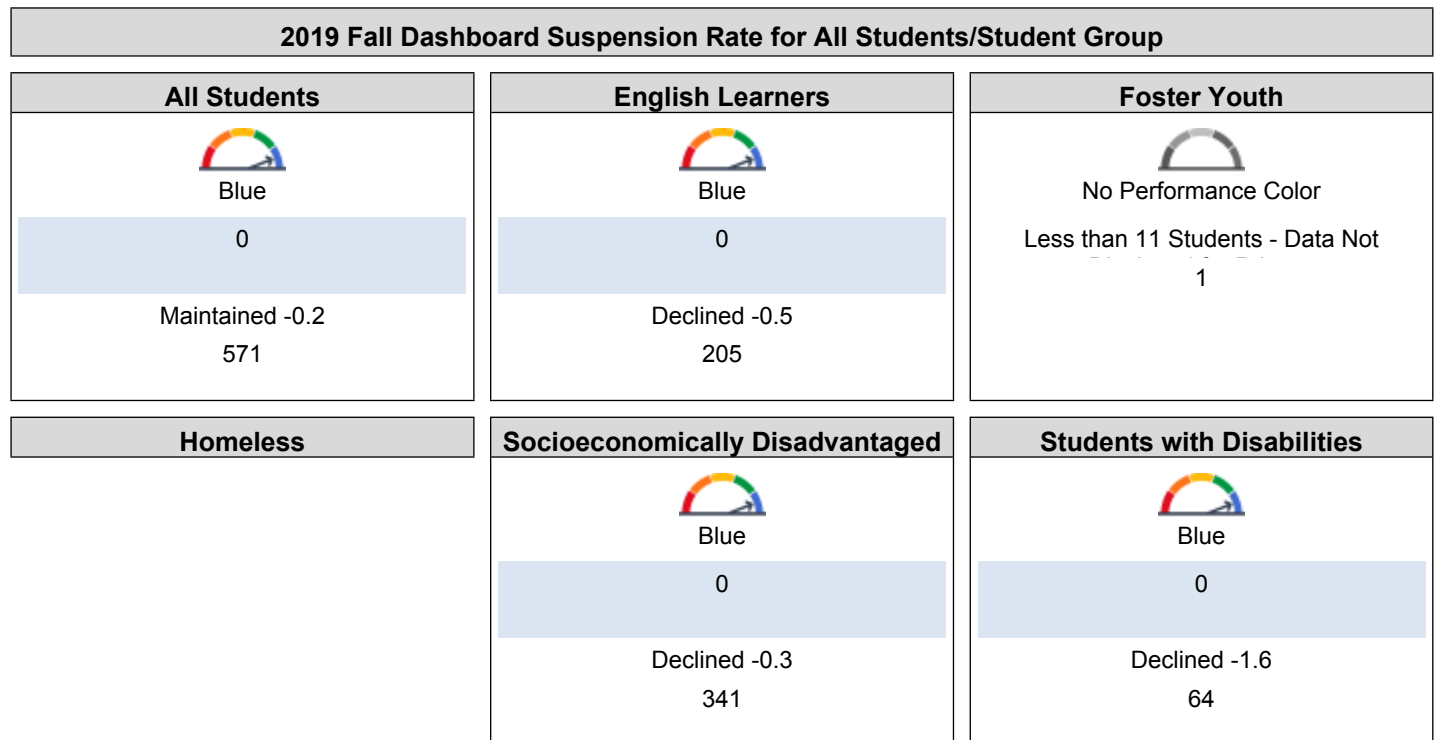 2019 Fall Dashboard Suspension Rate for All Students/Student Group
All Students
Blue
0
Maintained -0.2
571
English Learners
Blue
0
Declined -0.5
205
Foster Youth
No Performance Color
Less than 11 Students - Data Not
1
Homeless
Socioeconomically Disadvantaged
Blue
0
Declined -0.3
341
Students with Disabilities
Blue
0
Declined -1.6
64